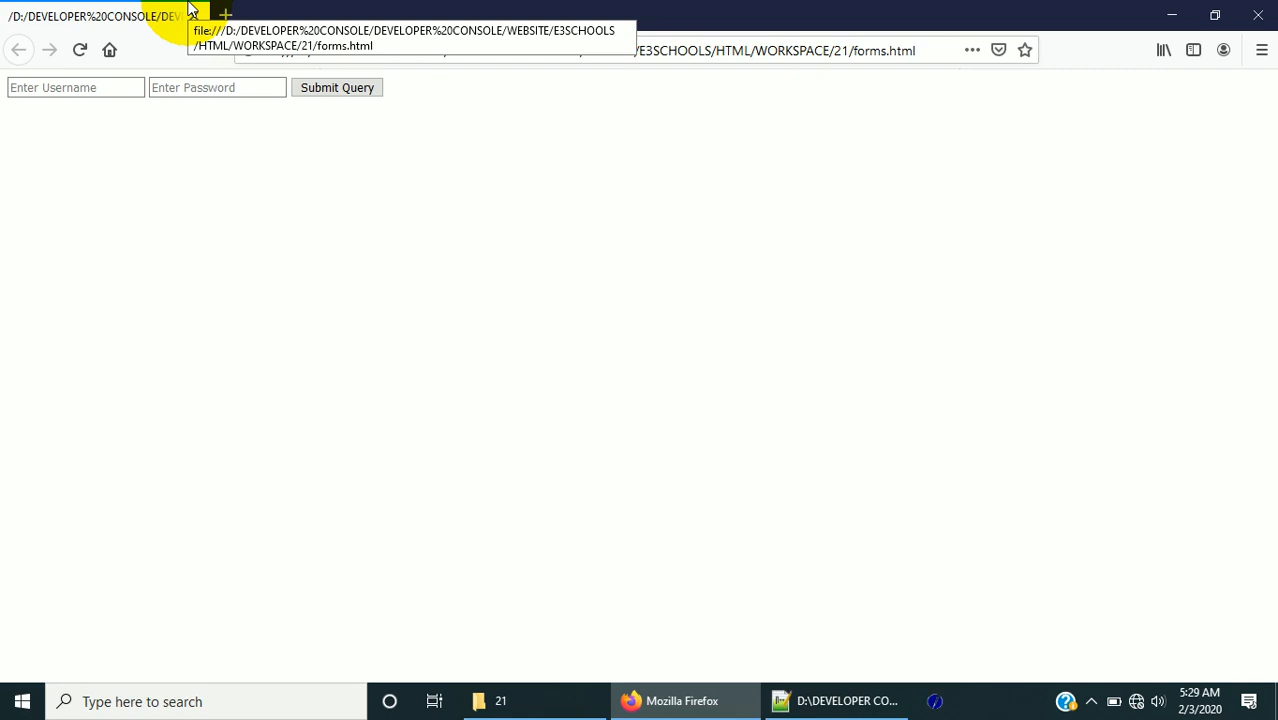 /D:/DEVELOPER%20CONSOLE/DEV
file:///D:/DEVELOPER%20CONSOLE/DEVELOPER%20CONSOLE/WEBSITE/E3SCHOOLS
/HTML/WORKSPACE/21/forms.html
/E3SCHOOLS/HTML/WORKSPACE/21/forms.html
Enter Username
Enter Password
Submit Query
Type here to search
21
Mozilla Firefox
D:\DEVELOPER CO...
5:29 AM
2/3/2020